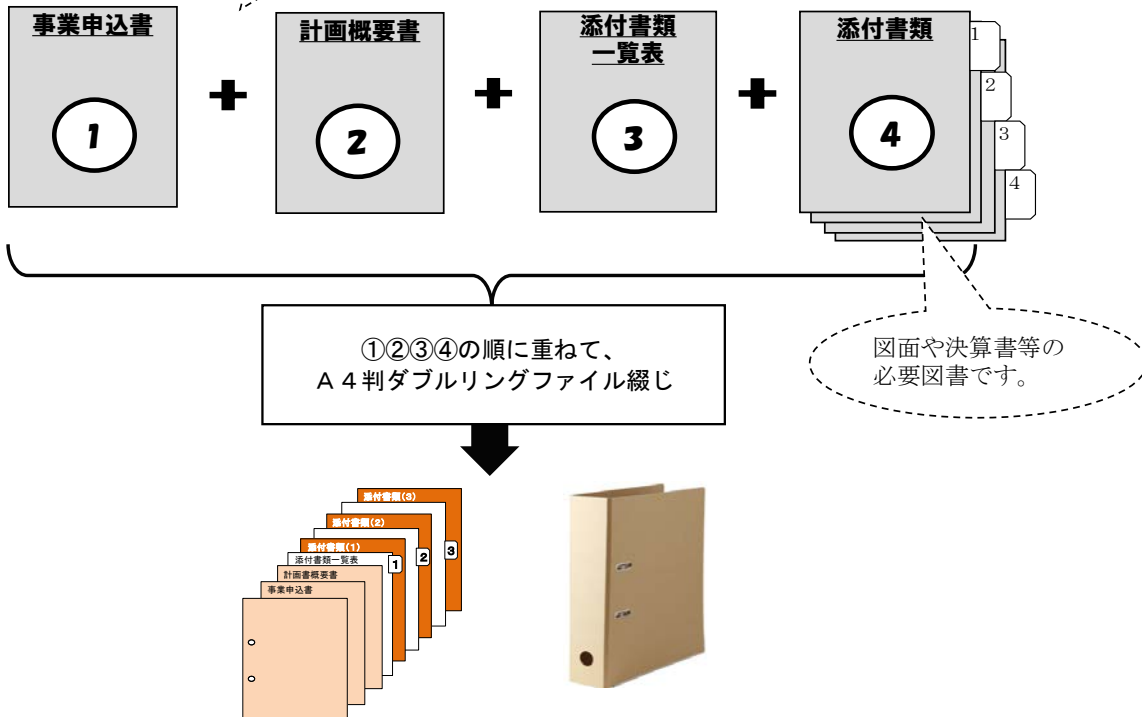 事業申込書
1
計画概要書
2
添付書類
一覧表
3
添付書類
4
1
2
3
4
①②③④の順に重ねて、
A4判ダブルリングファイル綴じ
図面や決算書等の
必要図書です。
添付書類(3)
添付書類(2)
添付書類(1)
添付書類一覧表
計画書概要書
事業申込書
1
2
3